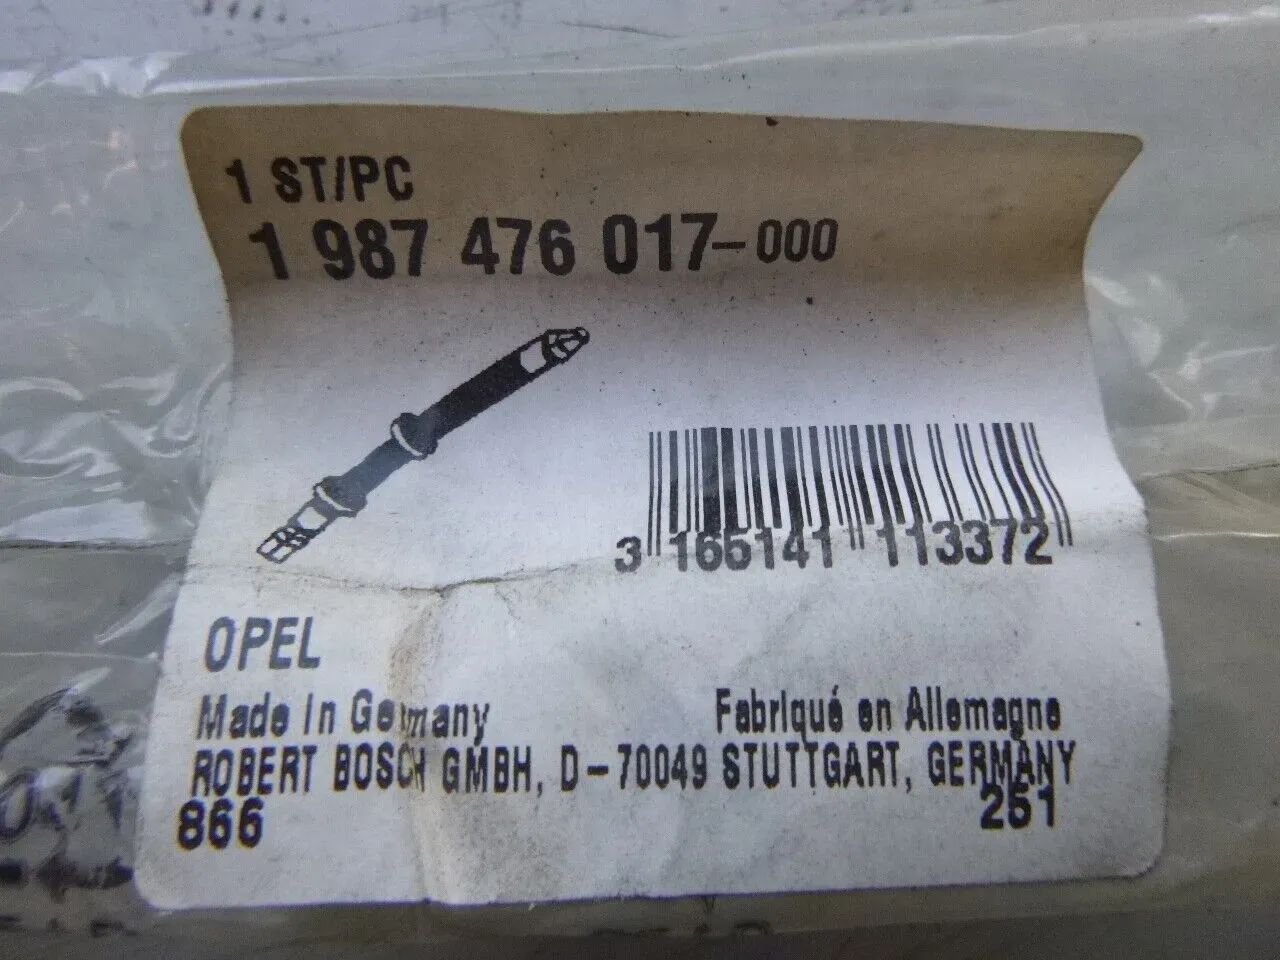 1 ST/PC
1 987 476 017-000
3 165141 113372
OPEL
Made in Germany Fabriqué en Allemagne
ROBERT BOSCH GMBH, D-70049 STUTTGART, GERMANY
866 251